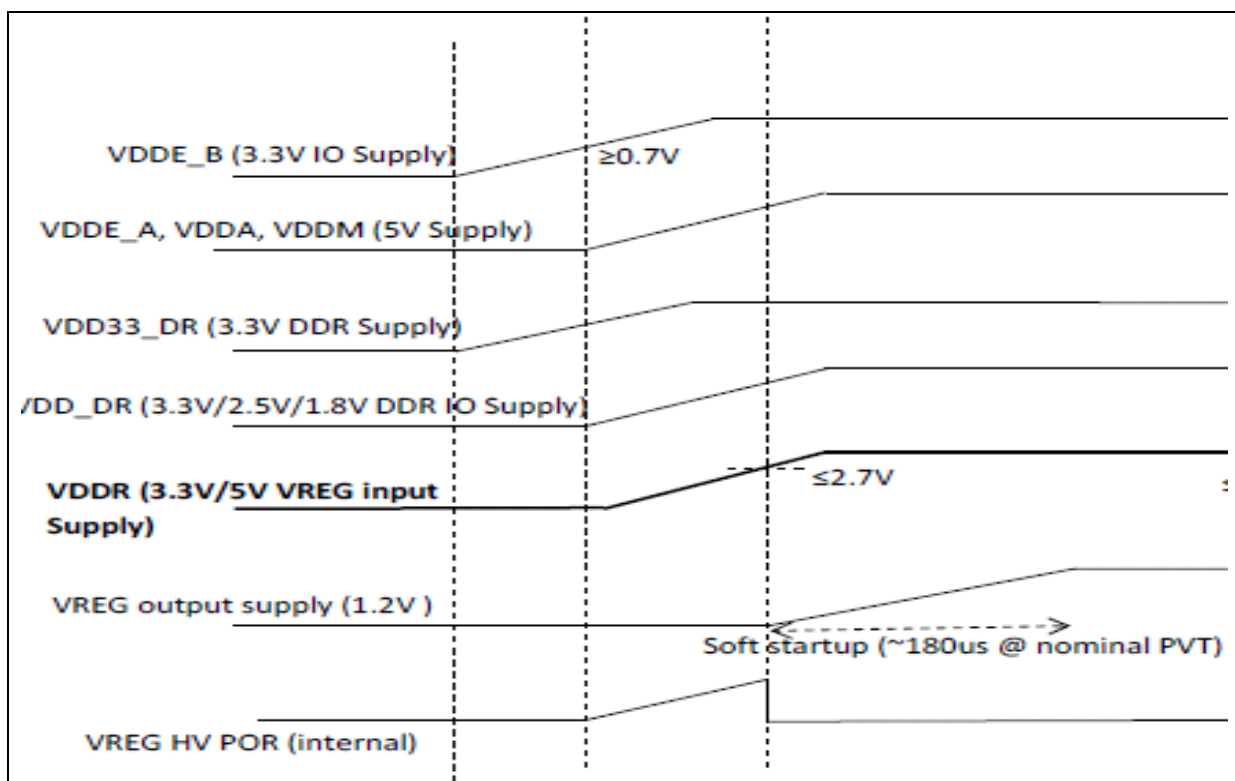 VDDE_B (3.3V IO Supply)
≥0.7V
VDDE_A, VDDA, VDDM (5V Supply)
VDD33_DR (3.3V DDR Supply)
VDD_DR (3.3V/2.5V/1.8V DDR IO Supply)
VDDR (3.3V/5V VREG input
Supply)
≤2.7V
≤
VREG output supply (1.2V )
Soft startup (~180us @ nominal PVT)
VREG HV POR (internal)